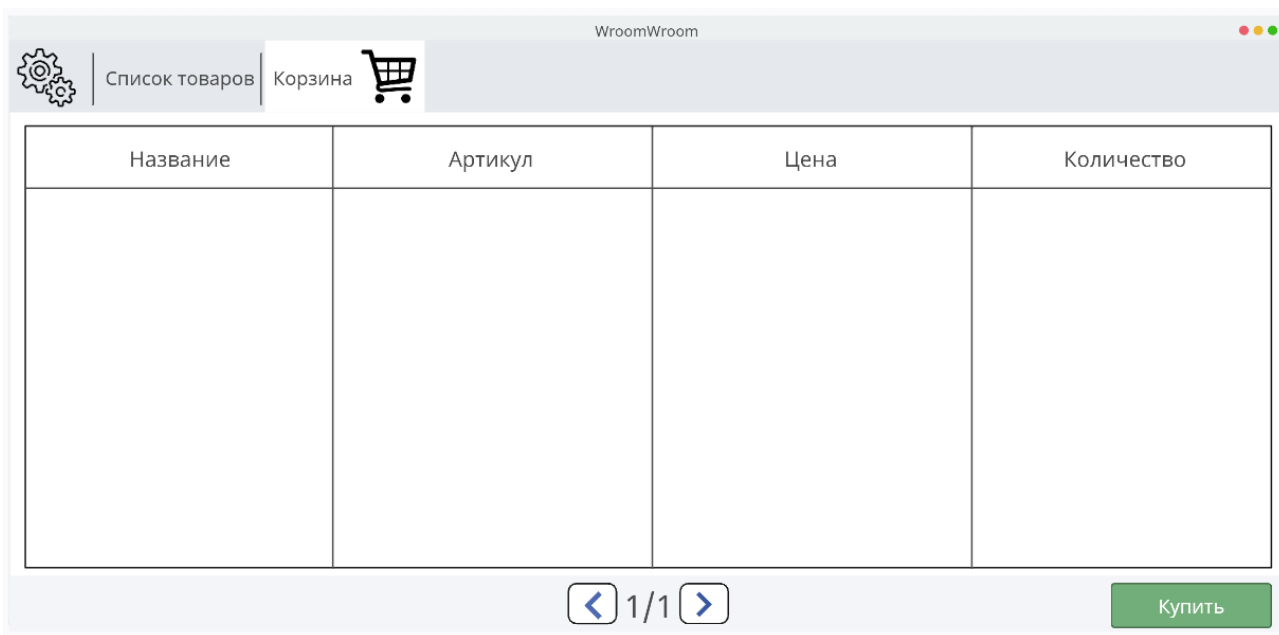 WroomWroom
Список товаров Корзина
Название Артикул Цена Количество
1/1
Купить